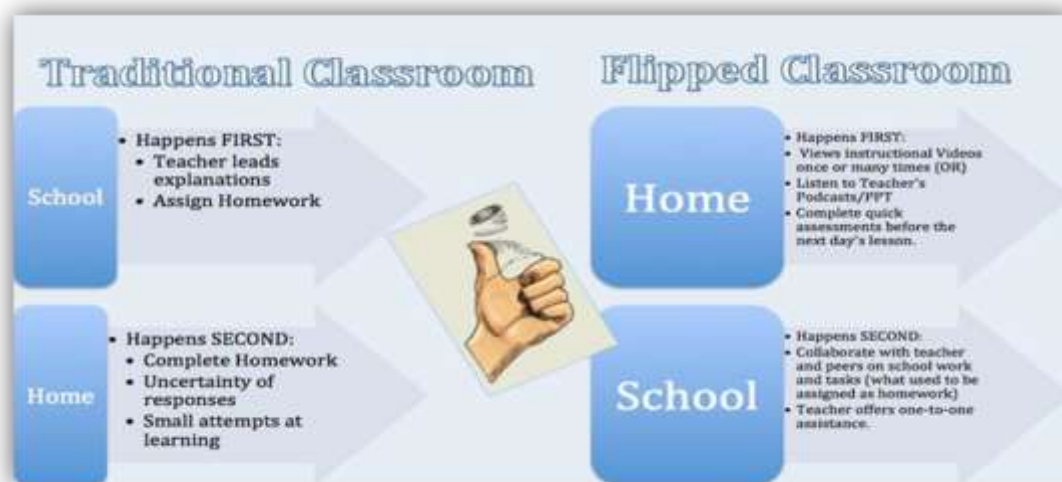 Traditional Classroom
School
• Happens FIRST:
• Teacher leads
explanations
• Assign Homework
Home
• Happens SECOND:
• Complete Homework
• Uncertainty of
responses
• Small attempts at
learning
Flipped Classroom
Home
• Happens FIRST:
• Views instructional Videos
once or many times (OR)
• Listen to Teacher's
Podcasts/PPT
• Complete quick
assessments before the
next day's lesson.
School
• Happens SECOND:
• Collaborate with teacher
and peers on school work
and tasks (what used to be
assigned as homework)
• Teacher offers one-to-one
assistance.